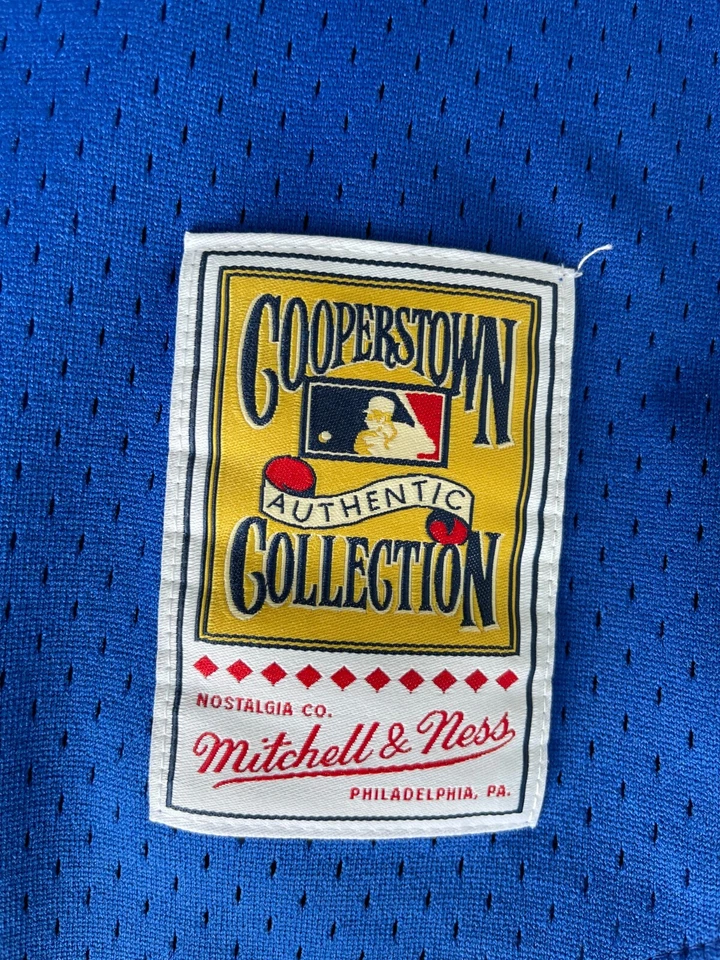 COOPERSTOWN
AUTHENTIC
COLLECTION
NOSTALGIA CO.
Mitchell & Ness
PHILADELPHIA, PA.